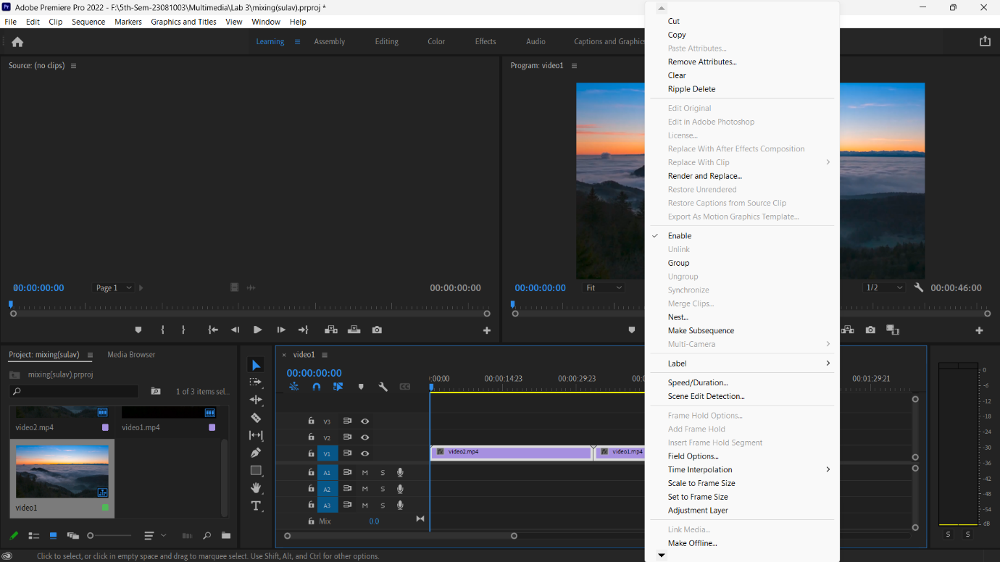 Pr Adobe Premiere Pro 2022 - F:\5th-Sem-23081003\Multimedia\Lab 3\mixing(sulav).prproj *
File Edit Clip Sequence Markers Graphics and Titles View Window Help
Learning Assembly Editing Color Effects Audio Captions and Graphics
Source: (no clips)
Program: video1
00:00:00:00 Page 1 00:00:00:00
00:00:00:00 Fit 1/2 00:00:46:00
Project: mixing(sulav) Media Browser
mixing(sulav).prproj
1 of 3 items sel...
video2.mp4 video1.mp4
video1
× video1
00:00:00:00
:00:00 00:00:14:23 00:00:29:23 00:01:29:21
CC
V3
V2
V1 fx video2.mp4 fx video1.mp4
A1 M S
A2 M S
A3 M S
Mix 0.0
0
-6
-12
-18
-24
-30
-36
-42
-48
-54
dB
S S
Cut
Copy
Paste Attributes...
Remove Attributes...
Clear
Ripple Delete
Edit Original
Edit in Adobe Photoshop
License...
Replace With After Effects Composition
Replace With Clip
Render and Replace...
Restore Unrendered
Restore Captions from Source Clip
Export As Motion Graphics Template...
Enable
Unlink
Group
Ungroup
Synchronize
Merge Clips...
Nest...
Make Subsequence
Multi-Camera
Label
Speed/Duration...
Scene Edit Detection...
Frame Hold Options...
Add Frame Hold
Insert Frame Hold Segment
Field Options...
Time Interpolation
Scale to Frame Size
Set to Frame Size
Adjustment Layer
Link Media...
Make Offline...
Click to select, or click in empty space and drag to marquee select. Use Shift, Alt, and Ctrl for other options.